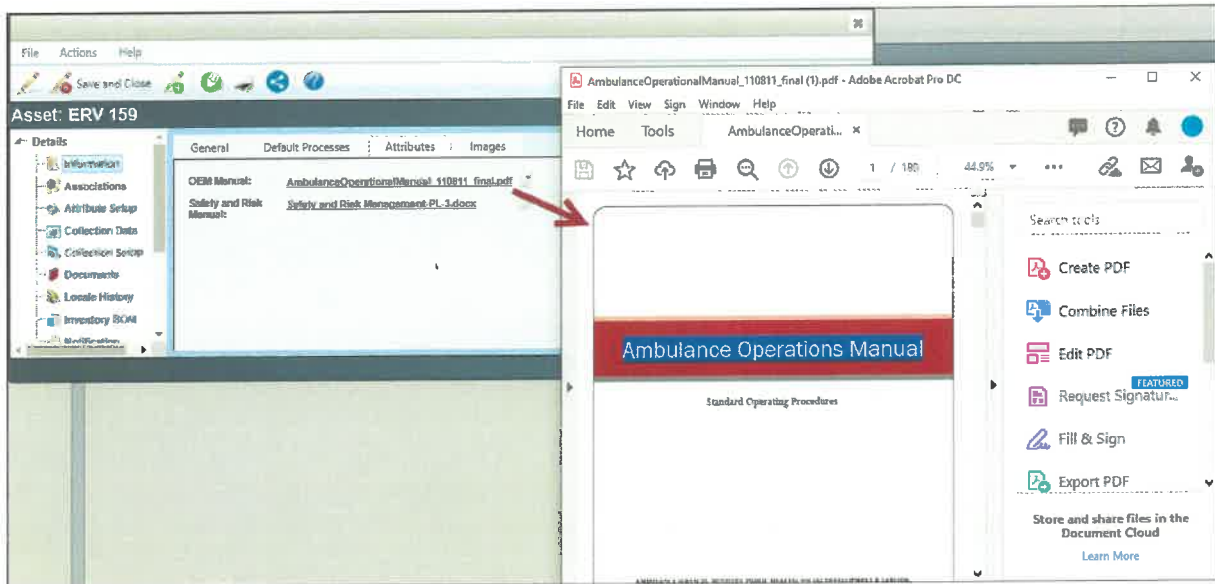 File Actions Help
Save and Close
Asset: ERV 159
Details
Information
Associations
Attribute Setup
Collection Data
Collection Setup
Documents
Locale History
Inventory BOM
Notification
General Default Processes Attributes Images
OEM Manual: AmbulanceOperationalManual_110811_final.pdf
Safety and Risk Manual: Safety and Risk Management-PL-3.docx
AmbulanceOperationalManual_110811_final (1).pdf - Adobe Acrobat Pro DC
File Edit View Sign Window Help
Home Tools AmbulanceOperati... ×
1 / 180 44.9%
Ambulance Operations Manual
Standard Operating Procedures
Search tools
Create PDF
Combine Files
Edit PDF
FEATURED
Request Signatur...
Fill & Sign
Export PDF
Store and share files in the
Document Cloud
Learn More